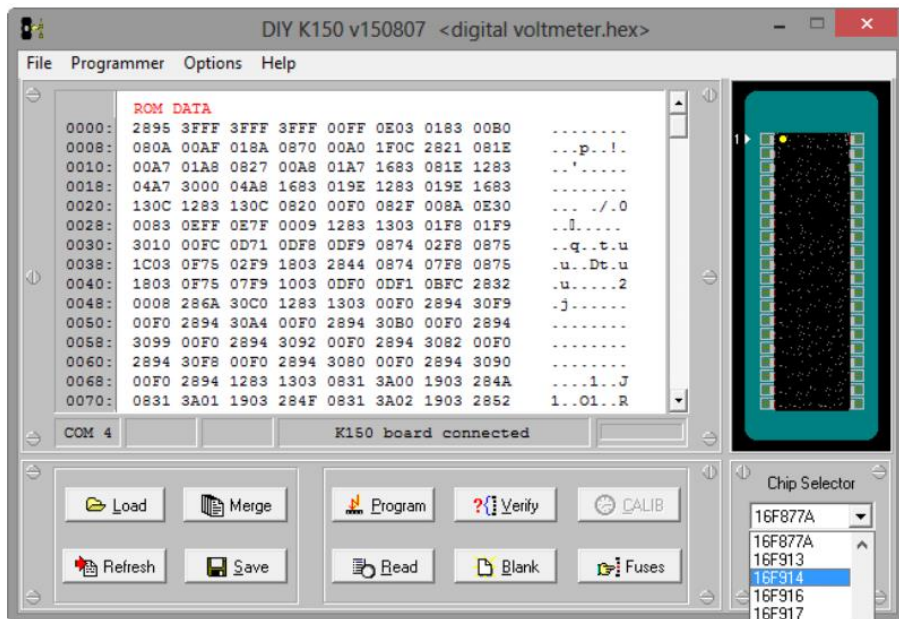 DIY K150 v150807 <digital voltmeter.hex>
File Programmer Options Help
ROM DATA
0000: 2895 3FFF 3FFF 3FFF 00FF 0E03 0183 00B0 ........
0008: 080A 00AF 018A 0870 00A0 1F0C 2821 081E ...p..!.
0010: 00A7 01A8 0827 00A8 01A7 1683 081E 1283 ..'.....
0018: 04A7 3000 04A8 1683 019E 1283 019E 1683 ........
0020: 130C 1283 130C 0820 00F0 082F 008A 0E30 ... ./.0
0028: 0083 0EFF 0E7F 0009 1283 1303 01F8 01F9 ..▯.....
0030: 3010 00FC 0D71 0DF8 0DF9 0874 02F8 0875 ..q..t.u
0038: 1C03 0F75 02F9 1803 2844 0874 07F8 0875 .u..Dt.u
0040: 1803 0F75 07F9 1003 0DF0 0DF1 0BFC 2832 .u.....2
0048: 0008 286A 30C0 1283 1303 00F0 2894 30F9 .j......
0050: 00F0 2894 30A4 00F0 2894 30B0 00F0 2894 ........
0058: 3099 00F0 2894 3092 00F0 2894 3082 00F0 ........
0060: 2894 30F8 00F0 2894 3080 00F0 2894 3090 ........
0068: 00F0 2894 1283 1303 0831 3A00 1903 284A ....1..J
0070: 0831 3A01 1903 284F 0831 3A02 1903 2852 1..O1..R
COM 4 K150 board connected
1
Load Merge Program Verify CALIB
Refresh Save Read Blank Fuses
Chip Selector
16F877A
16F877A
16F913
16F914
16F916
16F917